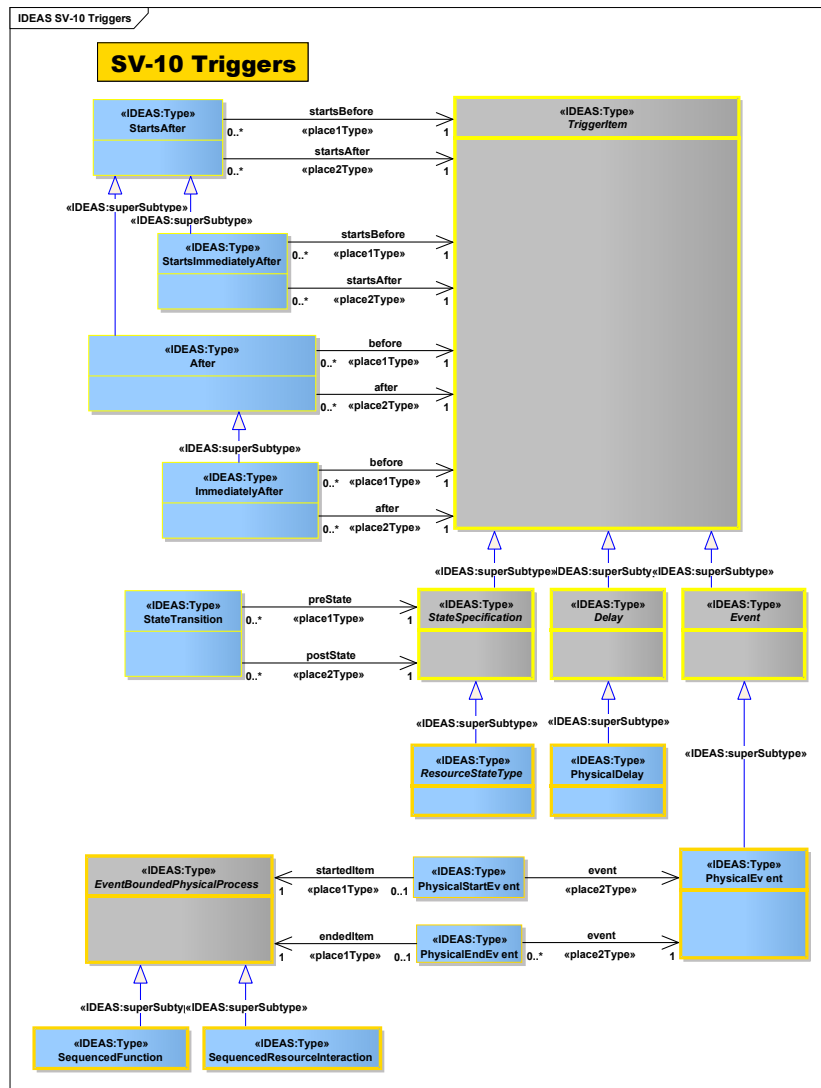 IDEAS SV-10 Triggers
SV-10 Triggers
«IDEAS:Type»
StartsAfter
startsBefore
0..*
«place1Type»
1
startsAfter
0..*
«place2Type»
1
«IDEAS:Type»
TriggerItem
«IDEAS:superSubtype»
«IDEAS:superSubtype»
«IDEAS:Type»
StartsImmediatelyAfter
startsBefore
0..*
«place1Type»
1
startsAfter
0..*
«place2Type»
1
«IDEAS:Type»
After
before
0..*
«place1Type»
1
after
0..*
«place2Type»
1
«IDEAS:superSubtype»
«IDEAS:Type»
ImmediatelyAfter
before
0..*
«place1Type»
1
after
0..*
«place2Type»
1
«IDEAS:superSubtype»
«IDEAS:superSubty
«IDEAS:superSubtype»
«IDEAS:Type»
StateTransition
preState
0..*
«place1Type»
1
postState
0..*
«place2Type»
1
«IDEAS:Type»
StateSpecification
«IDEAS:Type»
Delay
«IDEAS:Type»
Event
«IDEAS:superSubtype»
«IDEAS:superSubtype»
«IDEAS:superSubtype»
«IDEAS:Type»
ResourceStateType
«IDEAS:Type»
PhysicalDelay
«IDEAS:Type»
EventBoundedPhysicalProcess
startedItem
1
«place1Type»
0..1
«IDEAS:Type»
PhysicalStartEv ent
event
«place2Type»
«IDEAS:Type»
PhysicalEv ent
endedItem
1
«place1Type»
0..1
«IDEAS:Type»
PhysicalEndEv ent
event
0..*
«place2Type»
1
«IDEAS:superSubty
«IDEAS:superSubtype»
«IDEAS:Type»
SequencedFunction
«IDEAS:Type»
SequencedResourceInteraction